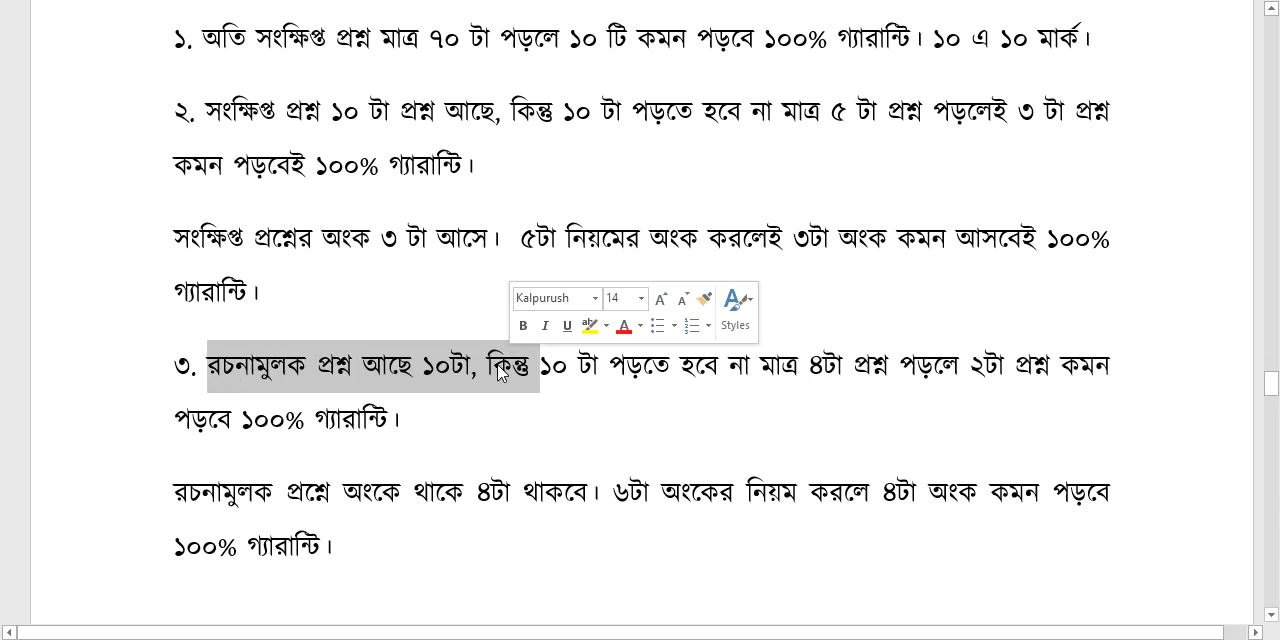 ১. অতি সংক্ষিপ্ত প্রশ্ন মাত্র ৭০ টা পড়লে ১০ টি কমন পড়বে ১০০% গ্যারান্টি। ১০ এ ১০ মার্ক।
২. সংক্ষিপ্ত প্রশ্ন ১০ টা প্রশ্ন আছে, কিন্তু ১০ টা পড়তে হবে না মাত্র ৫ টা প্রশ্ন পড়লেই ৩ টা প্রশ্ন
কমন পড়বেই ১০০% গ্যারান্টি।
সংক্ষিপ্ত প্রশ্নের অংক ৩ টা আসে। ৫টা নিয়মের অংক করলেই ৩টা অংক কমন আসবেই ১০০%
গ্যারান্টি।
Kalpurush 14 A A A
B I U ab A Styles
৩. রচনামুলক প্রশ্ন আছে ১০টা, কিন্তু ১০ টা পড়তে হবে না মাত্র ৪টা প্রশ্ন পড়লে ২টা প্রশ্ন কমন
পড়বে ১০০% গ্যারান্টি।
রচনামুলক প্রশ্নে অংকে থাকে ৪টা থাকবে। ৬টা অংকের নিয়ম করলে ৪টা অংক কমন পড়বে
১০০% গ্যারান্টি।